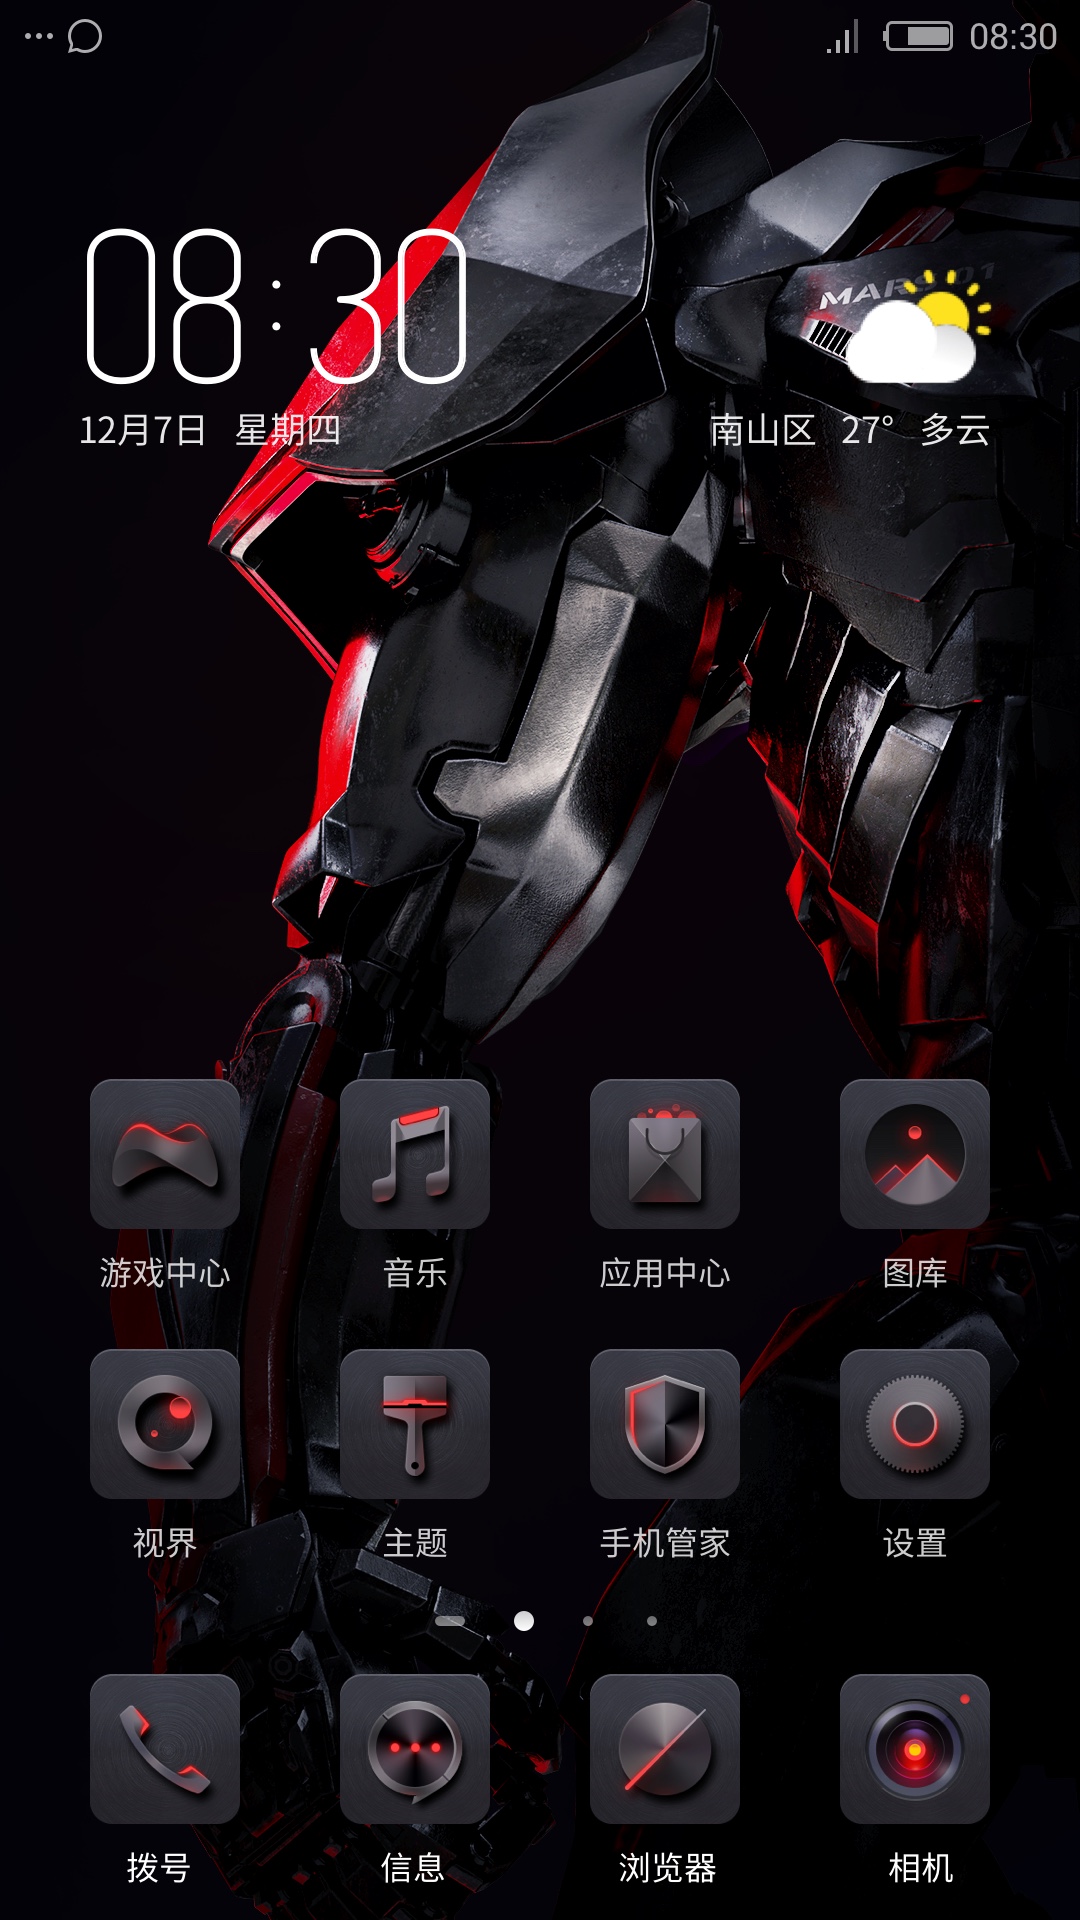 08:30
08:30
MARS 01
12月7日 星期四
南山区 27° 多云
游戏中心
音乐
应用中心
图库
视界
主题
手机管家
设置
拨号
信息
浏览器
相机